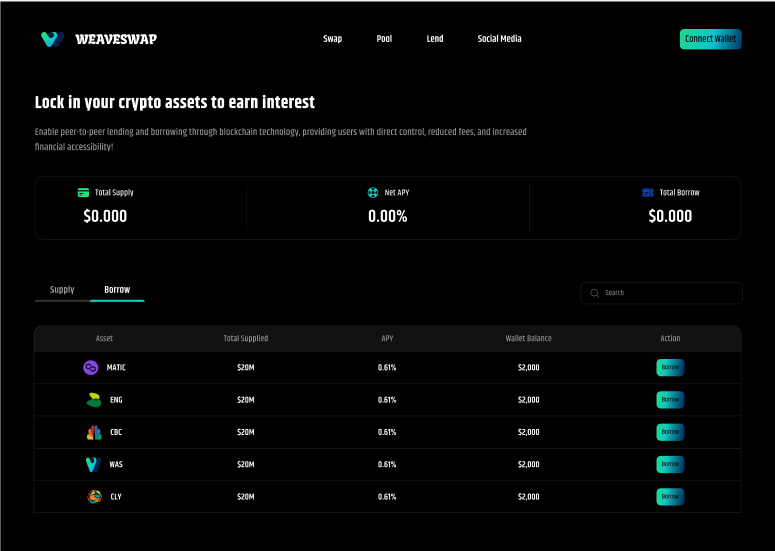 WEAVESWAP
Swap Pool Lend Social Media
Connect Wallet
Lock in your crypto assets to earn interest
Enable peer-to-peer lending and borrowing through blockchain technology, providing users with direct control, reduced fees, and increased
financial accessibility!
Total Supply Net APY Total Borrow
$0.000 0.00% $0.000
Supply Borrow Search
Asset Total Supplied APY Wallet Balance Action
MATIC $20M 0.61% $2,000 Borrow
ENG $20M 0.61% $2,000 Borrow
CBC $20M 0.61% $2,000 Borrow
WAS $20M 0.61% $2,000 Borrow
CLY $20M 0.61% $2,000 Borrow